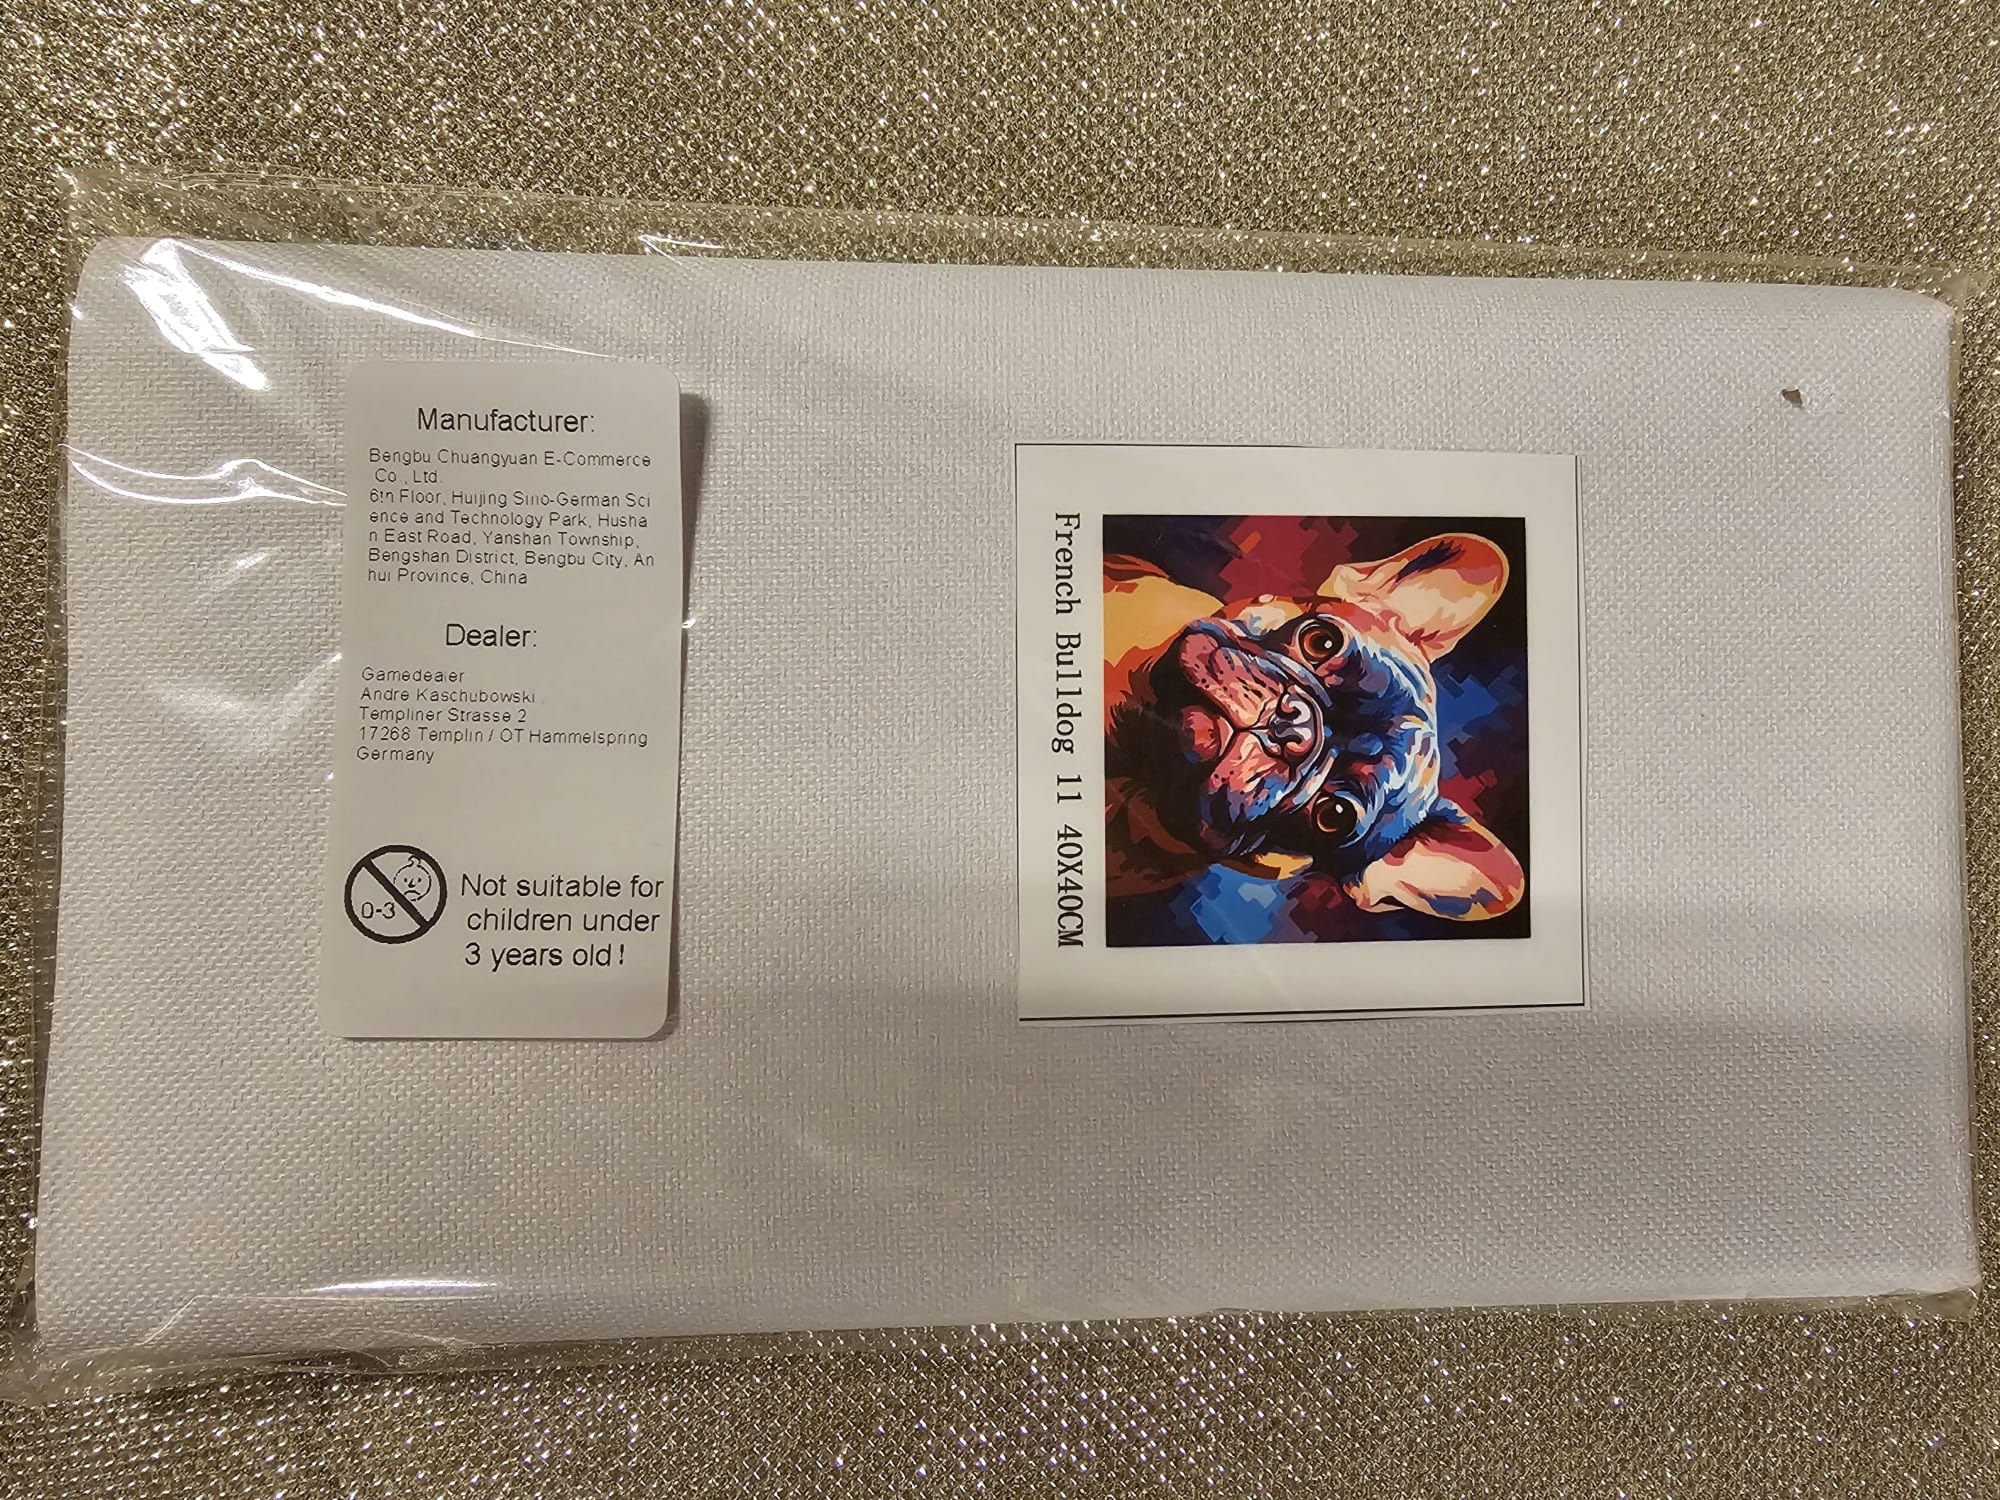 Manufacturer:
Bengbu Chuangyuan E-Commerce
Co., Ltd.
6th Floor, Huijing Sino-German Sci
ence and Technology Park, Husha
n East Road, Yanshan Township,
Bengshan District, Bengbu City, An
hui Province, China
Dealer:
Gamedealer
Andre Kaschubowski
Templiner Strasse 2
17268 Templin / OT Hammelspring
Germany
0-3
Not suitable for
children under
3 years old!
French Bulldog 11 40X40CM